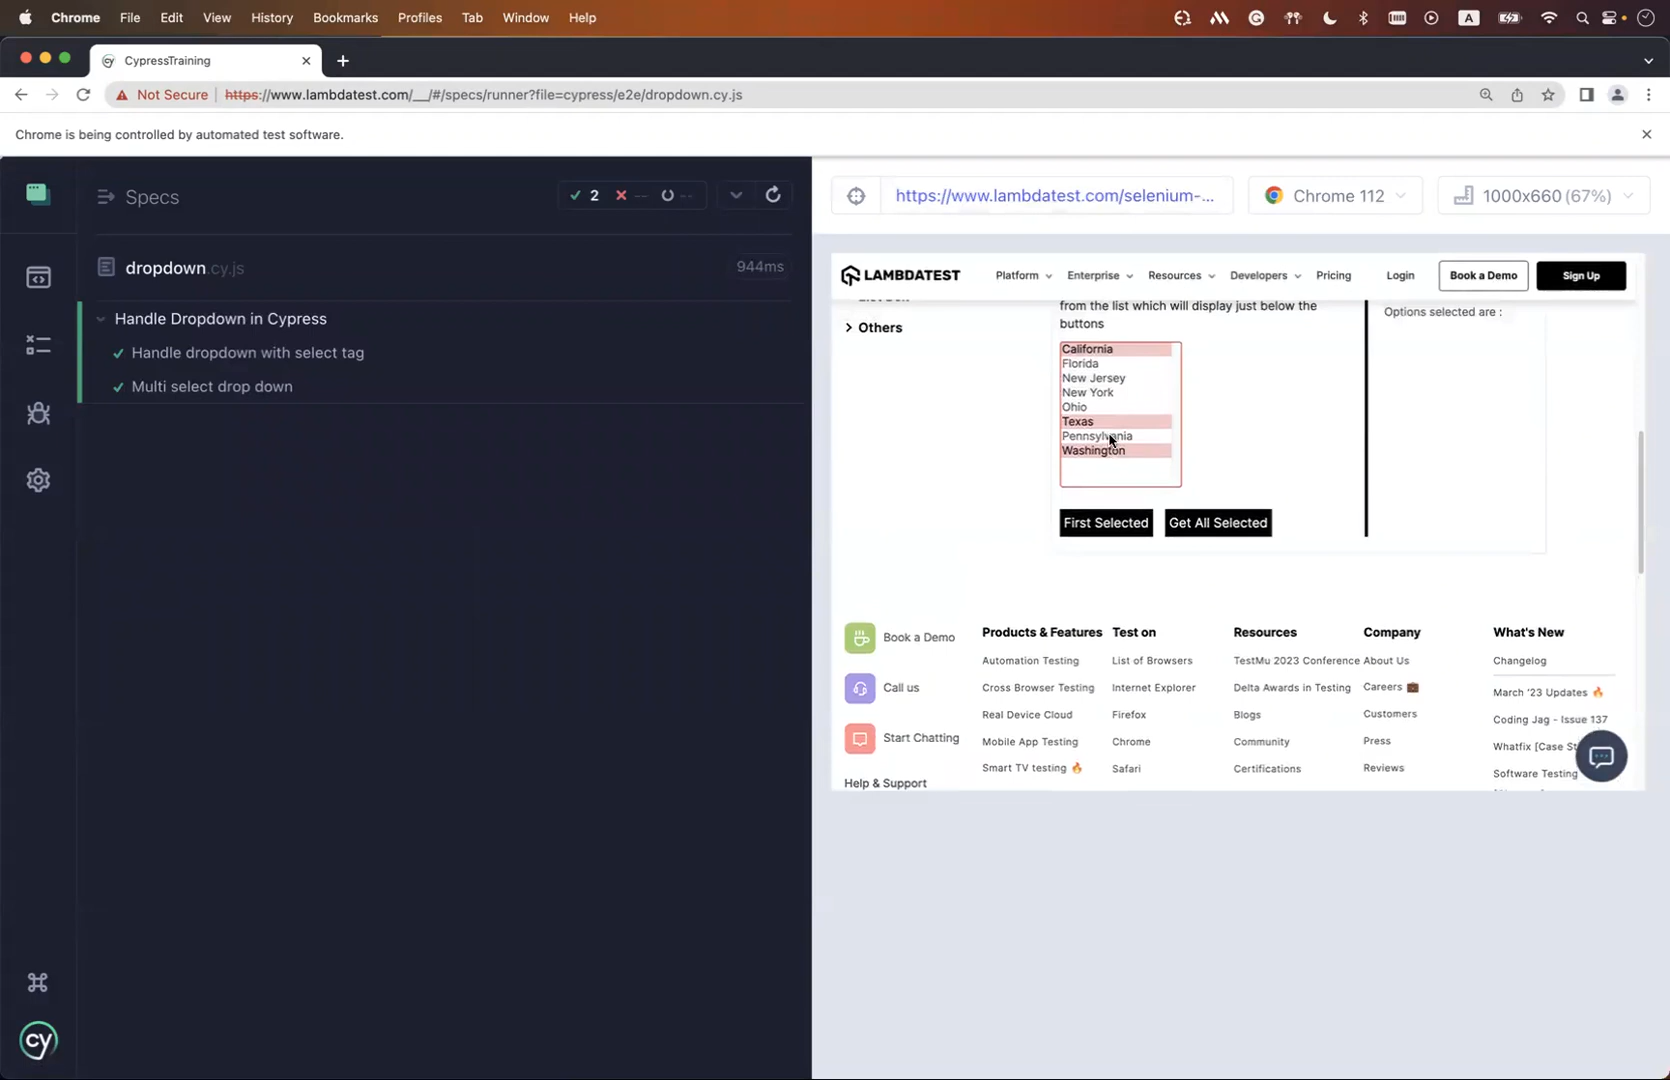 Chrome File Edit View History Bookmarks Profiles Tab Window Help
A
CypressTraining
Not Secure https://www.lambdatest.com/__/#/specs/runner?file=cypress/e2e/dropdown.cy.js
Chrome is being controlled by automated test software.
Specs
2 -- --
dropdown.cy.js 944ms
Handle Dropdown in Cypress
Handle dropdown with select tag
Multi select drop down
cy
https://www.lambdatest.com/selenium-...
Chrome 112
1000x660 (67%)
LAMBDATEST Platform Enterprise Resources Developers Pricing Login Book a Demo Sign Up
Others
from the list which will display just below the
buttons
California
Florida
New Jersey
New York
Ohio
Texas
Pennsylvania
Washington
First Selected Get All Selected
Options selected are :
Book a Demo
Call us
Start Chatting
Help & Support
Products & Features
Automation Testing
Cross Browser Testing
Real Device Cloud
Mobile App Testing
Smart TV testing 🔥
Test on
List of Browsers
Internet Explorer
Firefox
Chrome
Safari
Resources
TestMu 2023 Conference
Delta Awards in Testing
Blogs
Community
Certifications
Company
About Us
Careers 💼
Customers
Press
Reviews
What's New
Changelog
March '23 Updates 🔥
Coding Jag - Issue 137
Whatfix [Case St
Software Testing